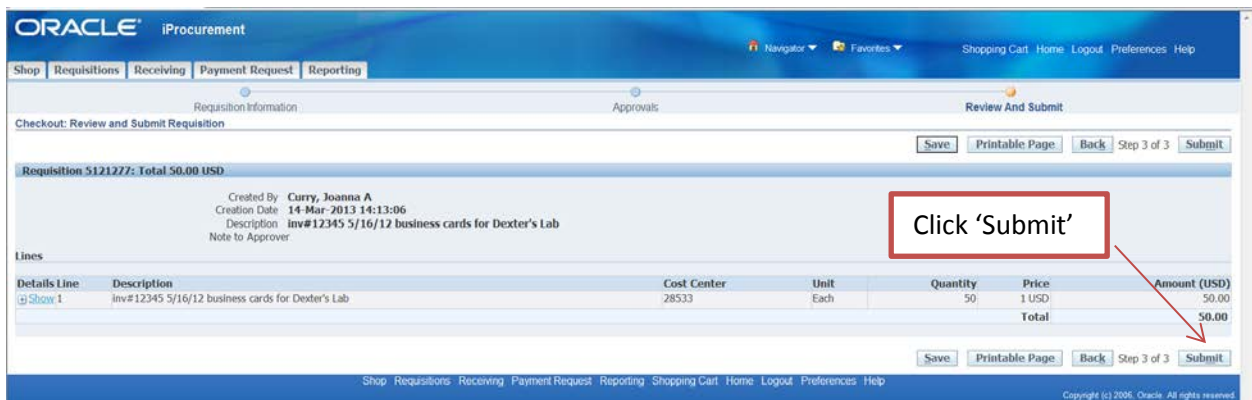 ORACLE iProcurement
Navigator Favorites Shopping Cart Home Logout Preferences Help
Shop Requisitions Receiving Payment Request Reporting
Requisition Information Approvals Review And Submit
Checkout: Review and Submit Requisition
Save Printable Page Back Step 3 of 3 Submit
Requisition 5121277: Total 50.00 USD
Created By Curry, Joanna A
Creation Date 14-Mar-2013 14:13:06
Description inv#12345 5/16/12 business cards for Dexter's Lab
Note to Approver
Click ‘Submit’
Lines
Details Line Description Cost Center Unit Quantity Price Amount (USD)
Show 1 inv#12345 5/16/12 business cards for Dexter's Lab 28533 Each 50 1 USD 50.00
Total 50.00
Save Printable Page Back Step 3 of 3 Submit
Shop Requisitions Receiving Payment Request Reporting Shopping Cart Home Logout Preferences Help
Copyright (c) 2006, Oracle. All rights reserved.